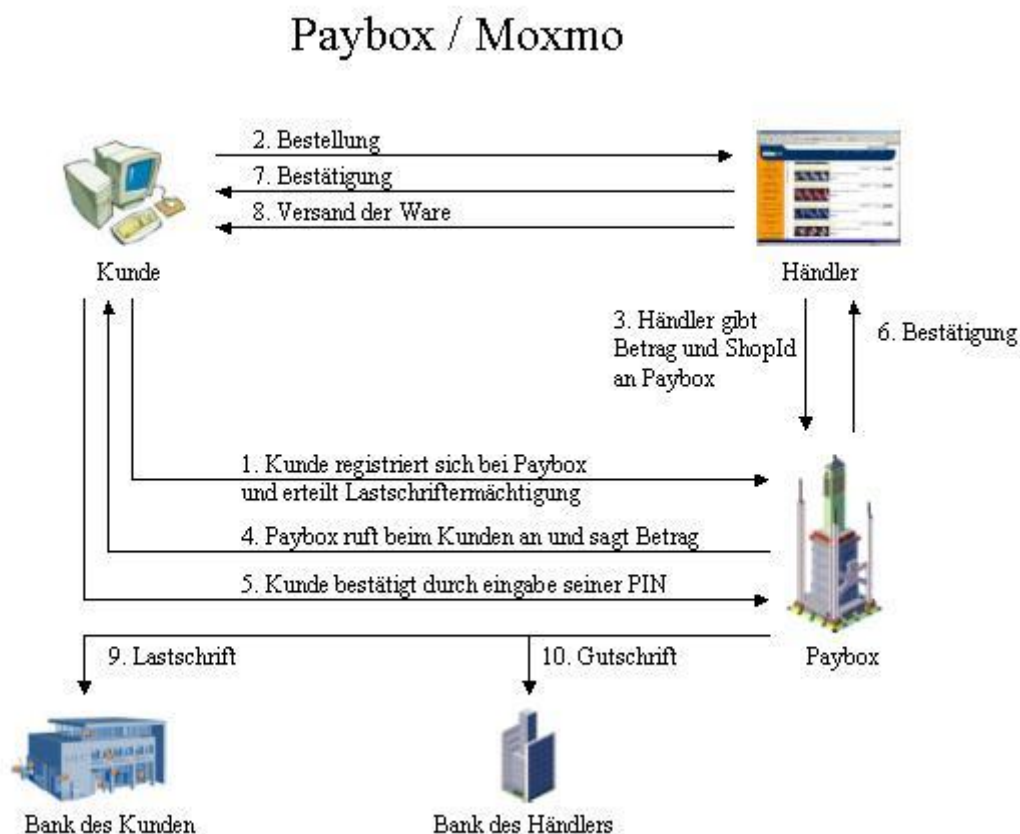 Paybox / Moxmo
2. Bestellung
7. Bestätigung
8. Versand der Ware
Kunde
Händler
3. Händler gibt
Betrag und ShopId
an Paybox
6. Bestätigung
1. Kunde registriert sich bei Paybox
und erteilt Lastschriftermächtigung
4. Paybox ruft beim Kunden an und sagt Betrag
5. Kunde bestätigt durch eingabe seiner PIN
9. Lastschrift
10. Gutschrift
Paybox
Bank des Kunden
Bank des Händlers